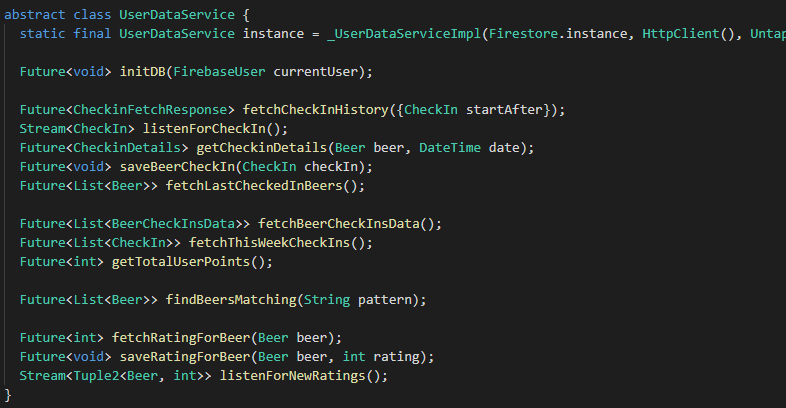 abstract class UserDataService {
static final UserDataService instance = _UserDataServiceImpl(Firestore.instance, HttpClient(), Untap
Future<void> initDB(FirebaseUser currentUser);
Future<CheckinFetchResponse> fetchCheckInHistory({CheckIn startAfter});
Stream<CheckIn> listenForCheckIn();
Future<CheckinDetails> getCheckinDetails(Beer beer, DateTime date);
Future<void> saveBeerCheckIn(CheckIn checkIn);
Future<List<Beer>> fetchLastCheckedInBeers();
Future<List<BeerCheckInsData>> fetchBeerCheckInsData();
Future<List<CheckIn>> fetchThisWeekCheckIns();
Future<int> getTotalUserPoints();
Future<List<Beer>> findBeersMatching(String pattern);
Future<int> fetchRatingForBeer(Beer beer);
Future<void> saveRatingForBeer(Beer beer, int rating);
Stream<Tuple2<Beer, int>> listenForNewRatings();
}